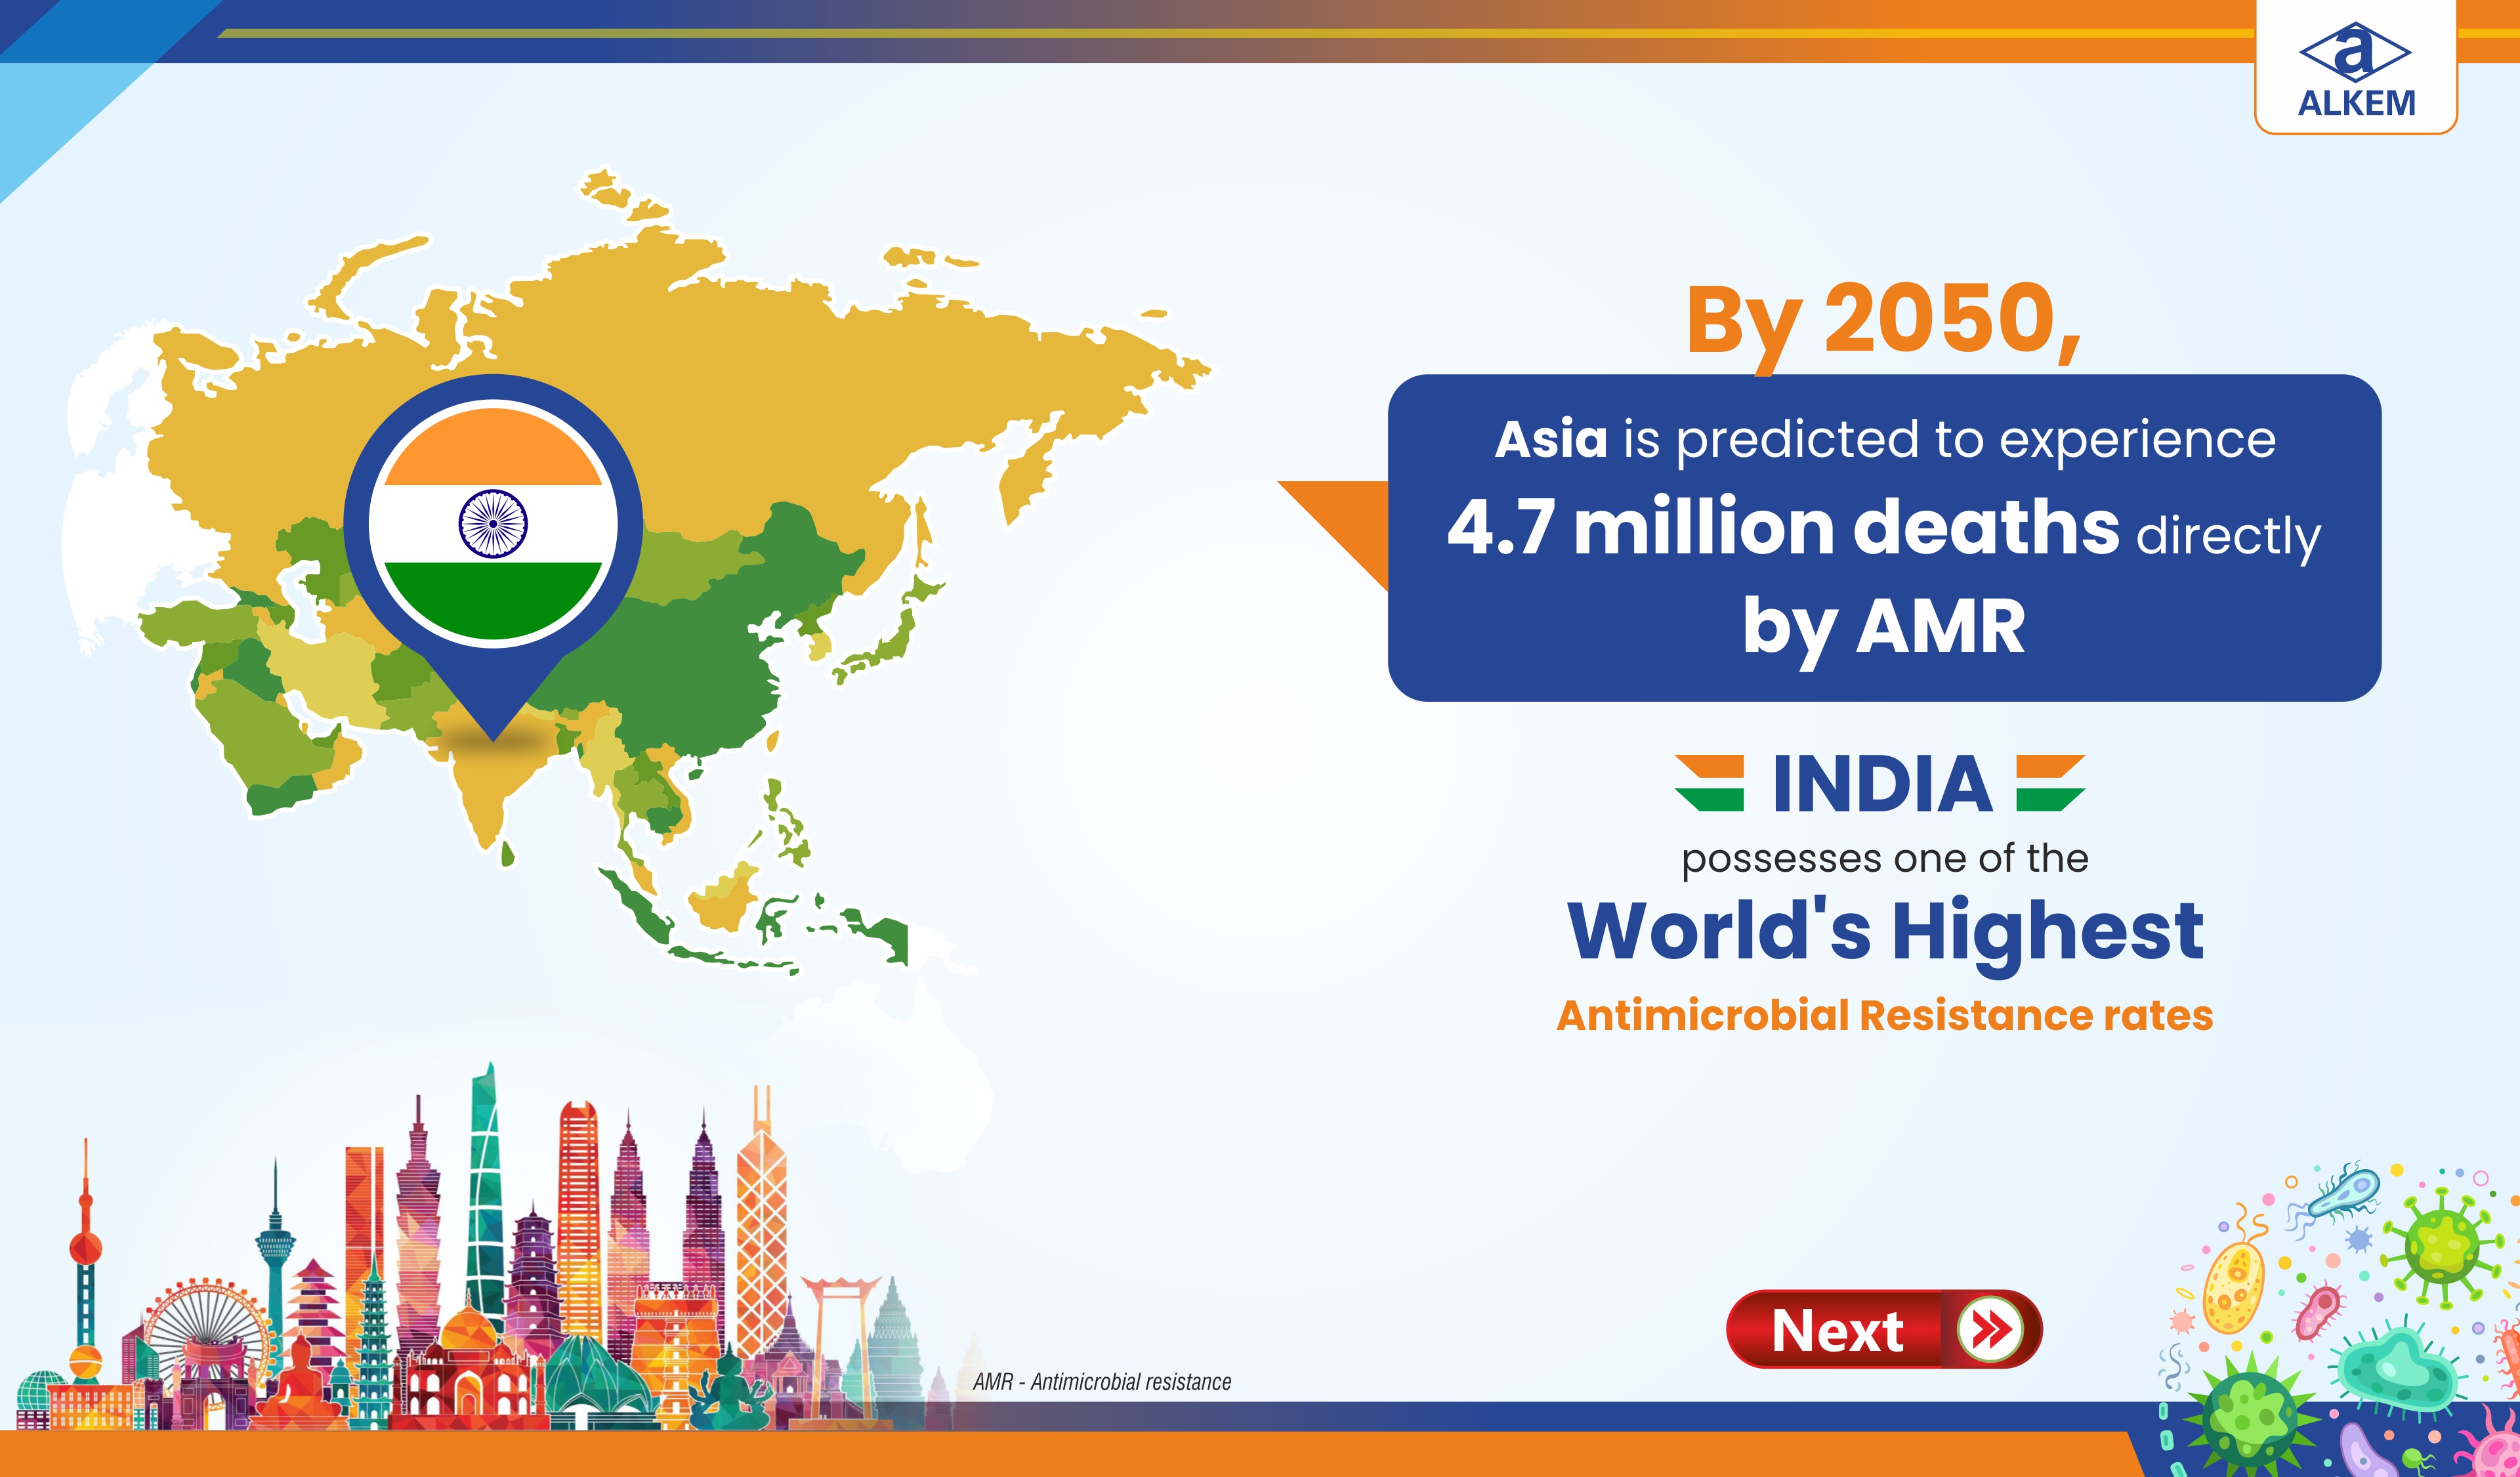 a
ALKEM
By 2050,
Asia is predicted to experience
4.7 million deaths directly
by AMR
INDIA
possesses one of the
World's Highest
Antimicrobial Resistance rates
Next
AMR - Antimicrobial resistance